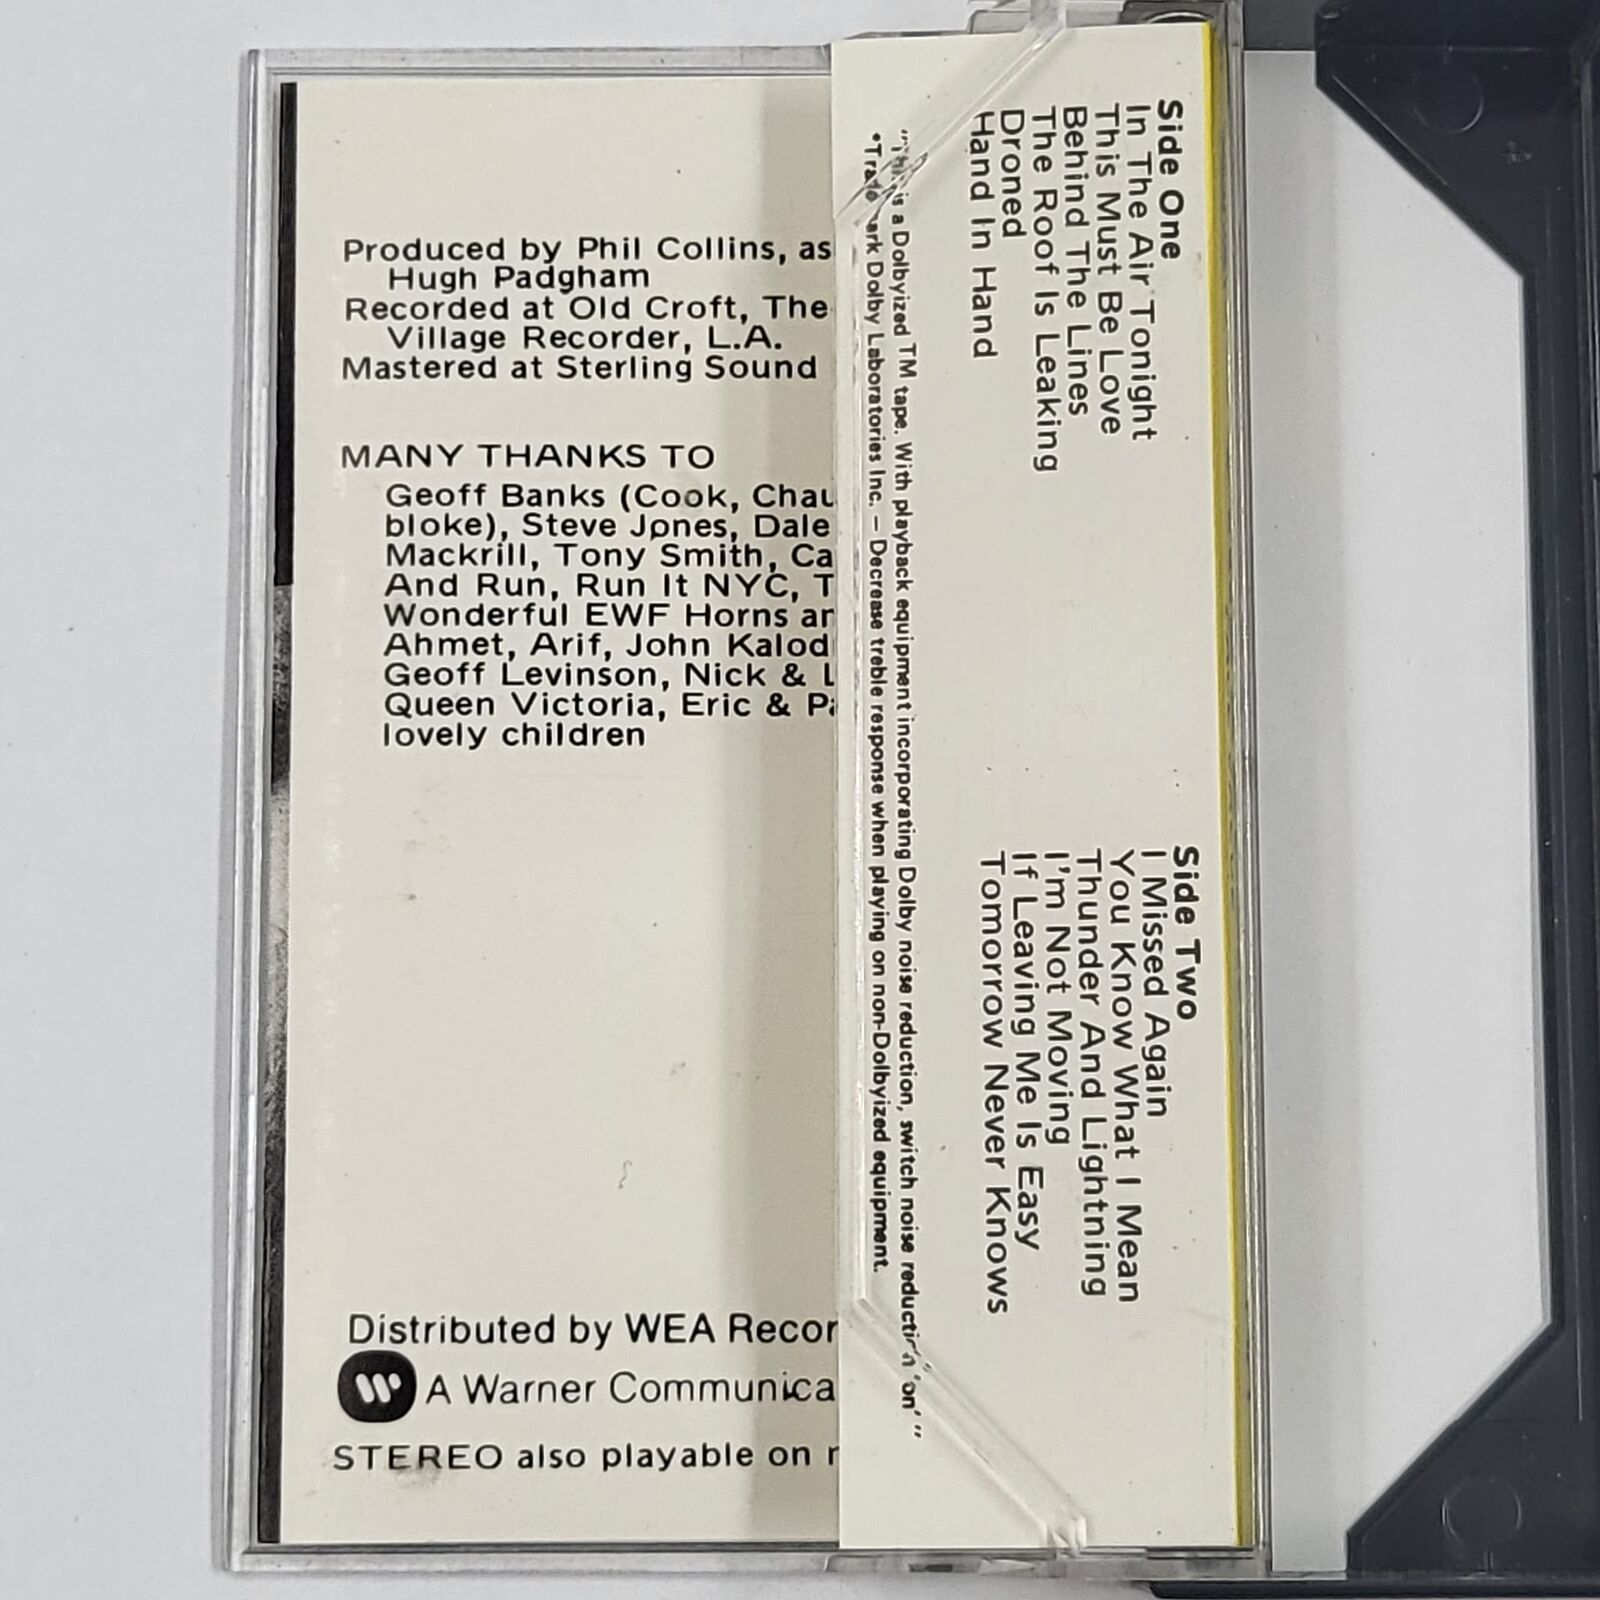 Produced by Phil Collins, as
Hugh Padgham
Recorded at Old Croft, The
Village Recorder, L.A.
Mastered at Sterling Sound
MANY THANKS TO
Geoff Banks (Cook, Chau
bloke), Steve Jones, Dale
Mackrill, Tony Smith, Ca
And Run, Run It NYC, T
Wonderful EWF Horns an
Ahmet, Arif, John Kalod
Geoff Levinson, Nick & L
Queen Victoria, Eric & Pa
lovely children
Distributed by WEA Recor
A Warner Communica
STEREO also playable on
Side One
In The Air Tonight
This Must Be Love
Behind The Lines
The Roof Is Leaking
Droned
Hand In Hand
Side Two
I Missed Again
You Know What I Mean
Thunder And Lightning
I'm Not Moving
If Leaving Me Is Easy
Tomorrow Never Knows
"This is a Dolbyized TM tape. With playback equipment incorporating Dolby noise reduction, switch noise reduction 'on' "
•Trademark Dolby Laboratories Inc. — Decrease treble response when playing on non-Dolbyized equipment.